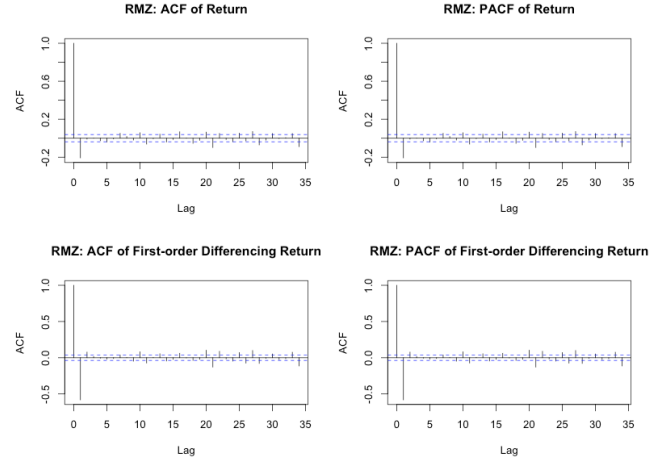 RMZ: ACF of Return
ACF
-0.2 0.2 0.6 1.0
0 5 10 15 20 25 30 35
Lag
RMZ: PACF of Return
ACF
-0.2 0.2 0.6 1.0
0 5 10 15 20 25 30 35
Lag
RMZ: ACF of First-order Differencing Return
ACF
-0.5 0.0 0.5 1.0
0 5 10 15 20 25 30 35
Lag
RMZ: PACF of First-order Differencing Return
ACF
-0.5 0.0 0.5 1.0
0 5 10 15 20 25 30 35
Lag